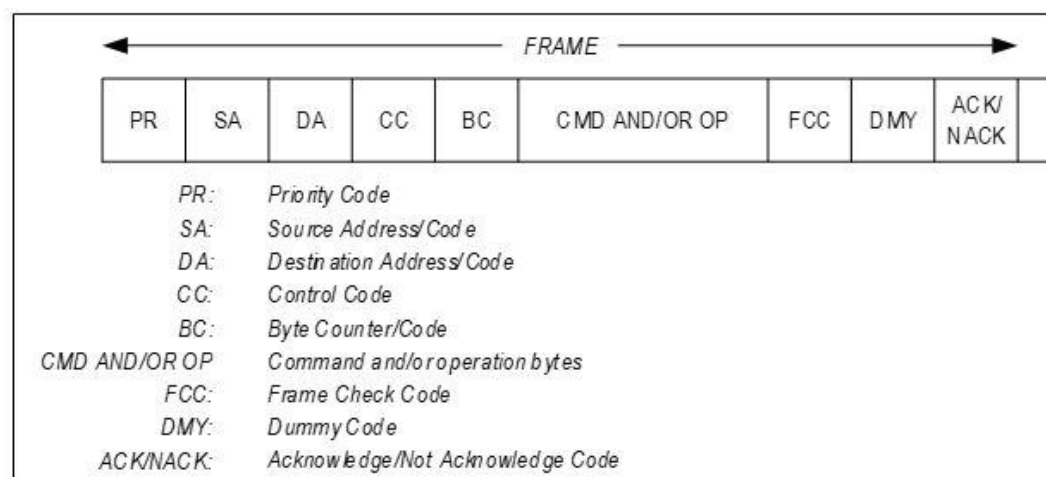 FRAME
PR SA DA CC BC CMD AND/OR OP FCC DMY ACK/
NACK
PR: Priority Code
SA: Source Address/Code
DA: Destination Address/Code
CC: Control Code
BC: Byte Counter/Code
CMD AND/OR OP Command and/or operation bytes
FCC: Frame Check Code
DMY: Dummy Code
ACK/NACK: Acknowledge/Not Acknowledge Code